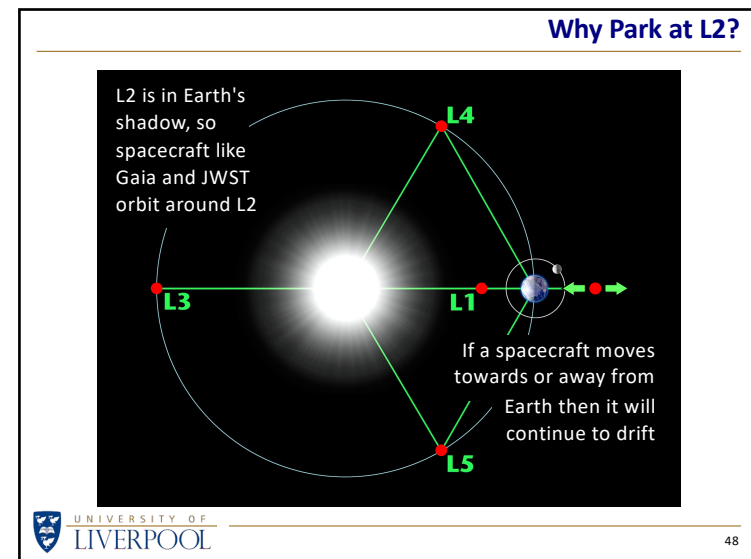 Why Park at L2?
L2 is in Earth's
shadow, so
spacecraft like
Gaia and JWST
orbit around L2
L4
L3
L1
If a spacecraft moves
towards or away from
Earth then it will
continue to drift
L5
UNIVERSITY OF
LIVERPOOL
48